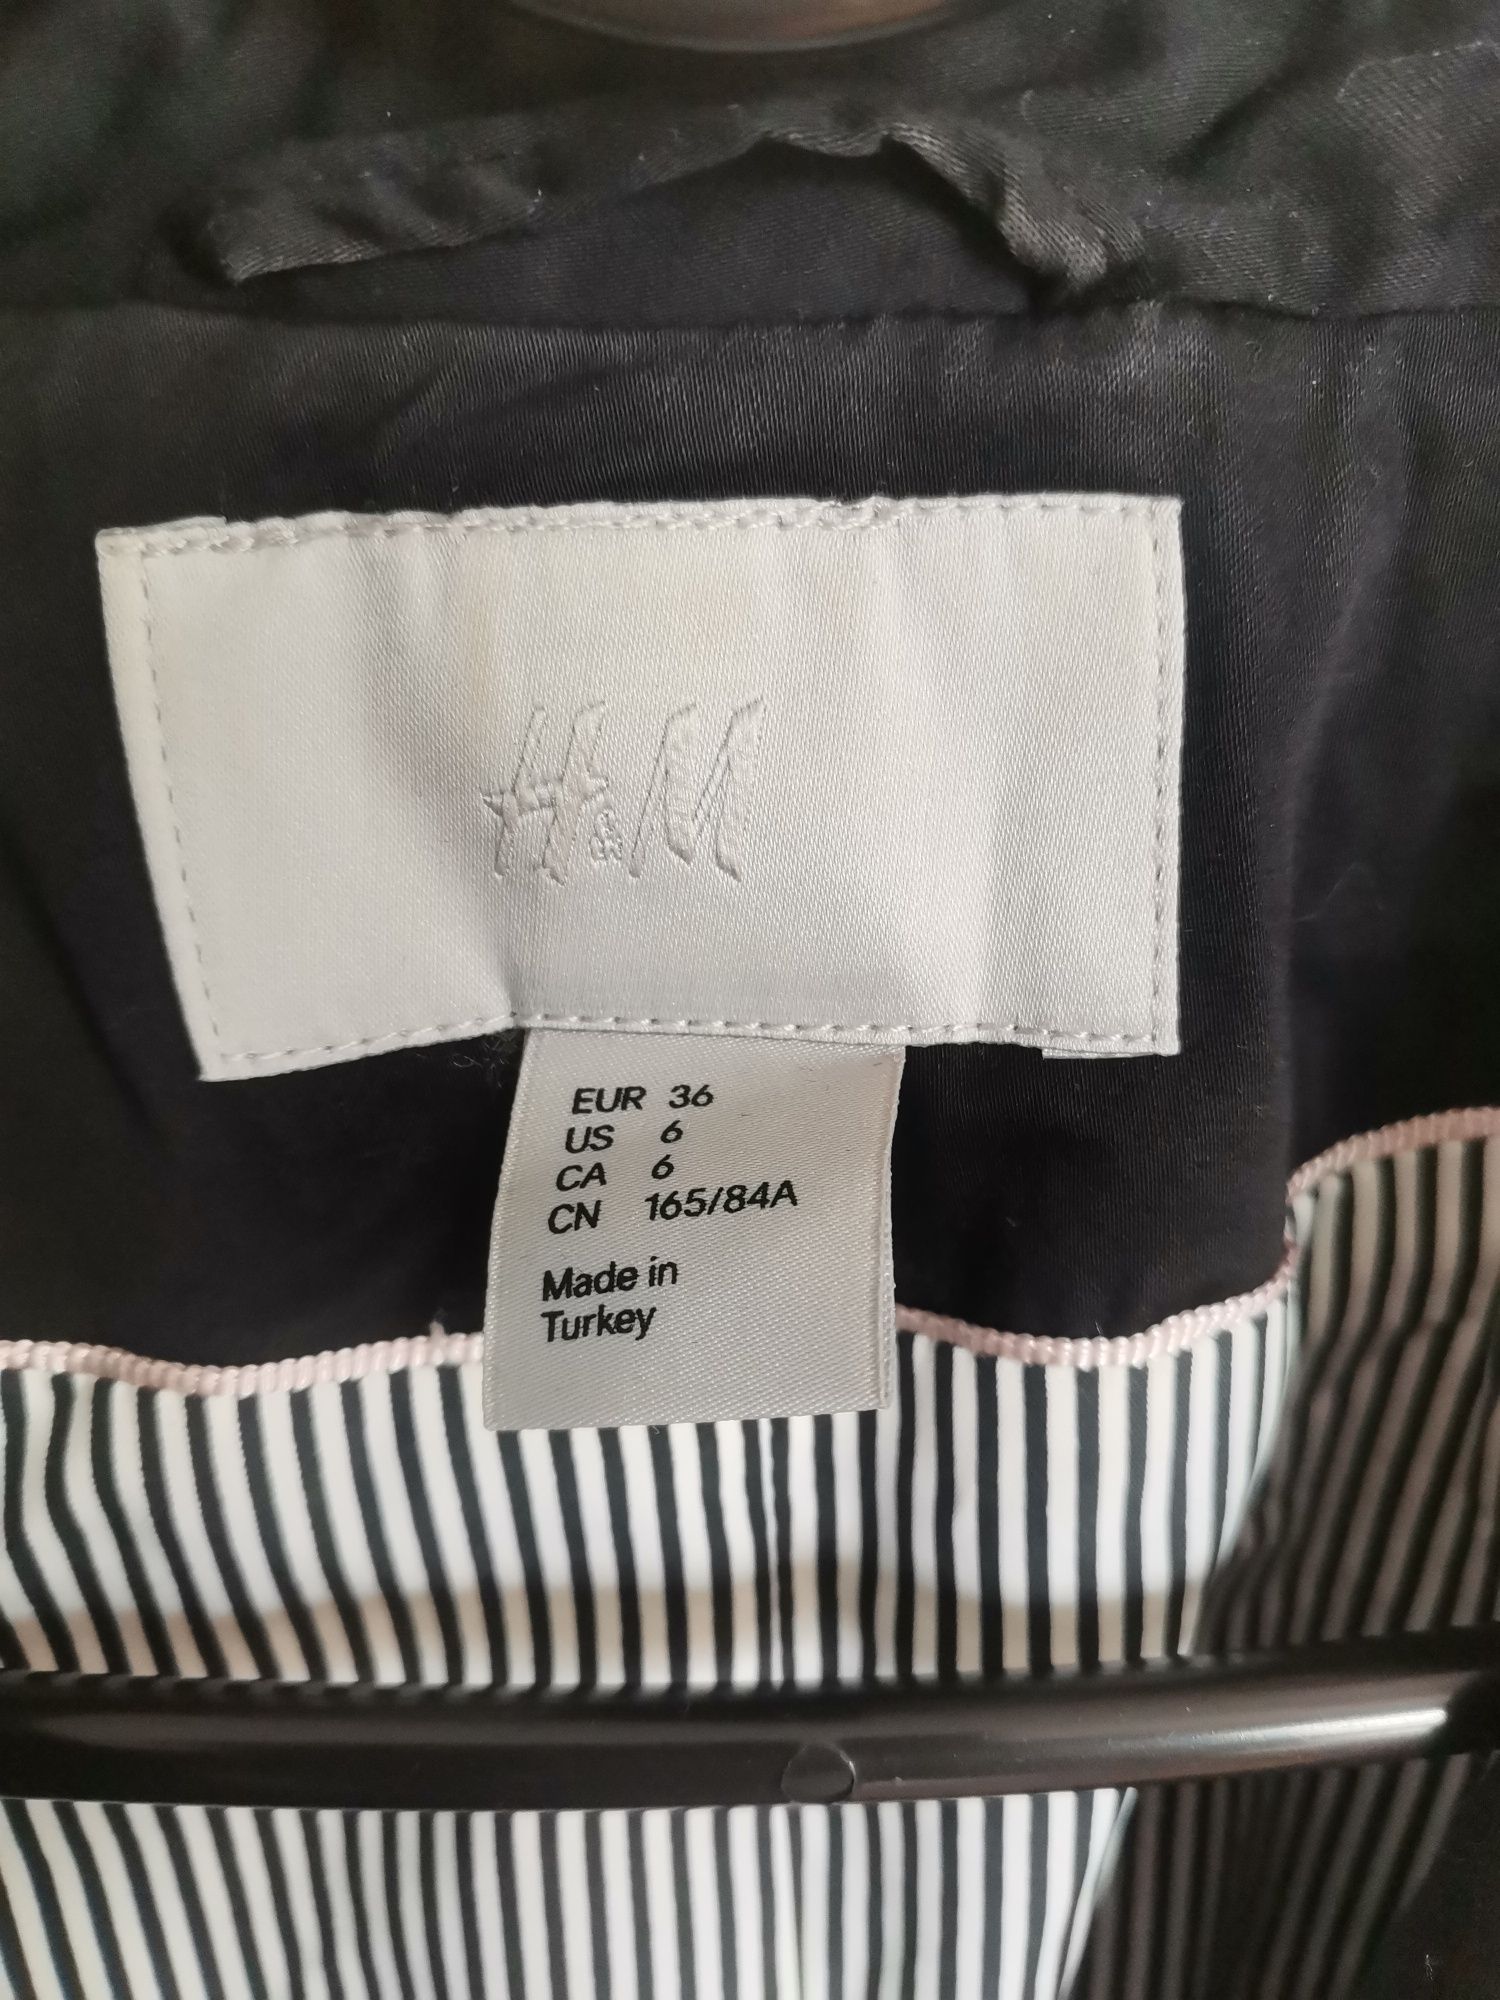 H&M
EUR 36
US 6
CA 6
CN 165/84A
Made in
Turkey